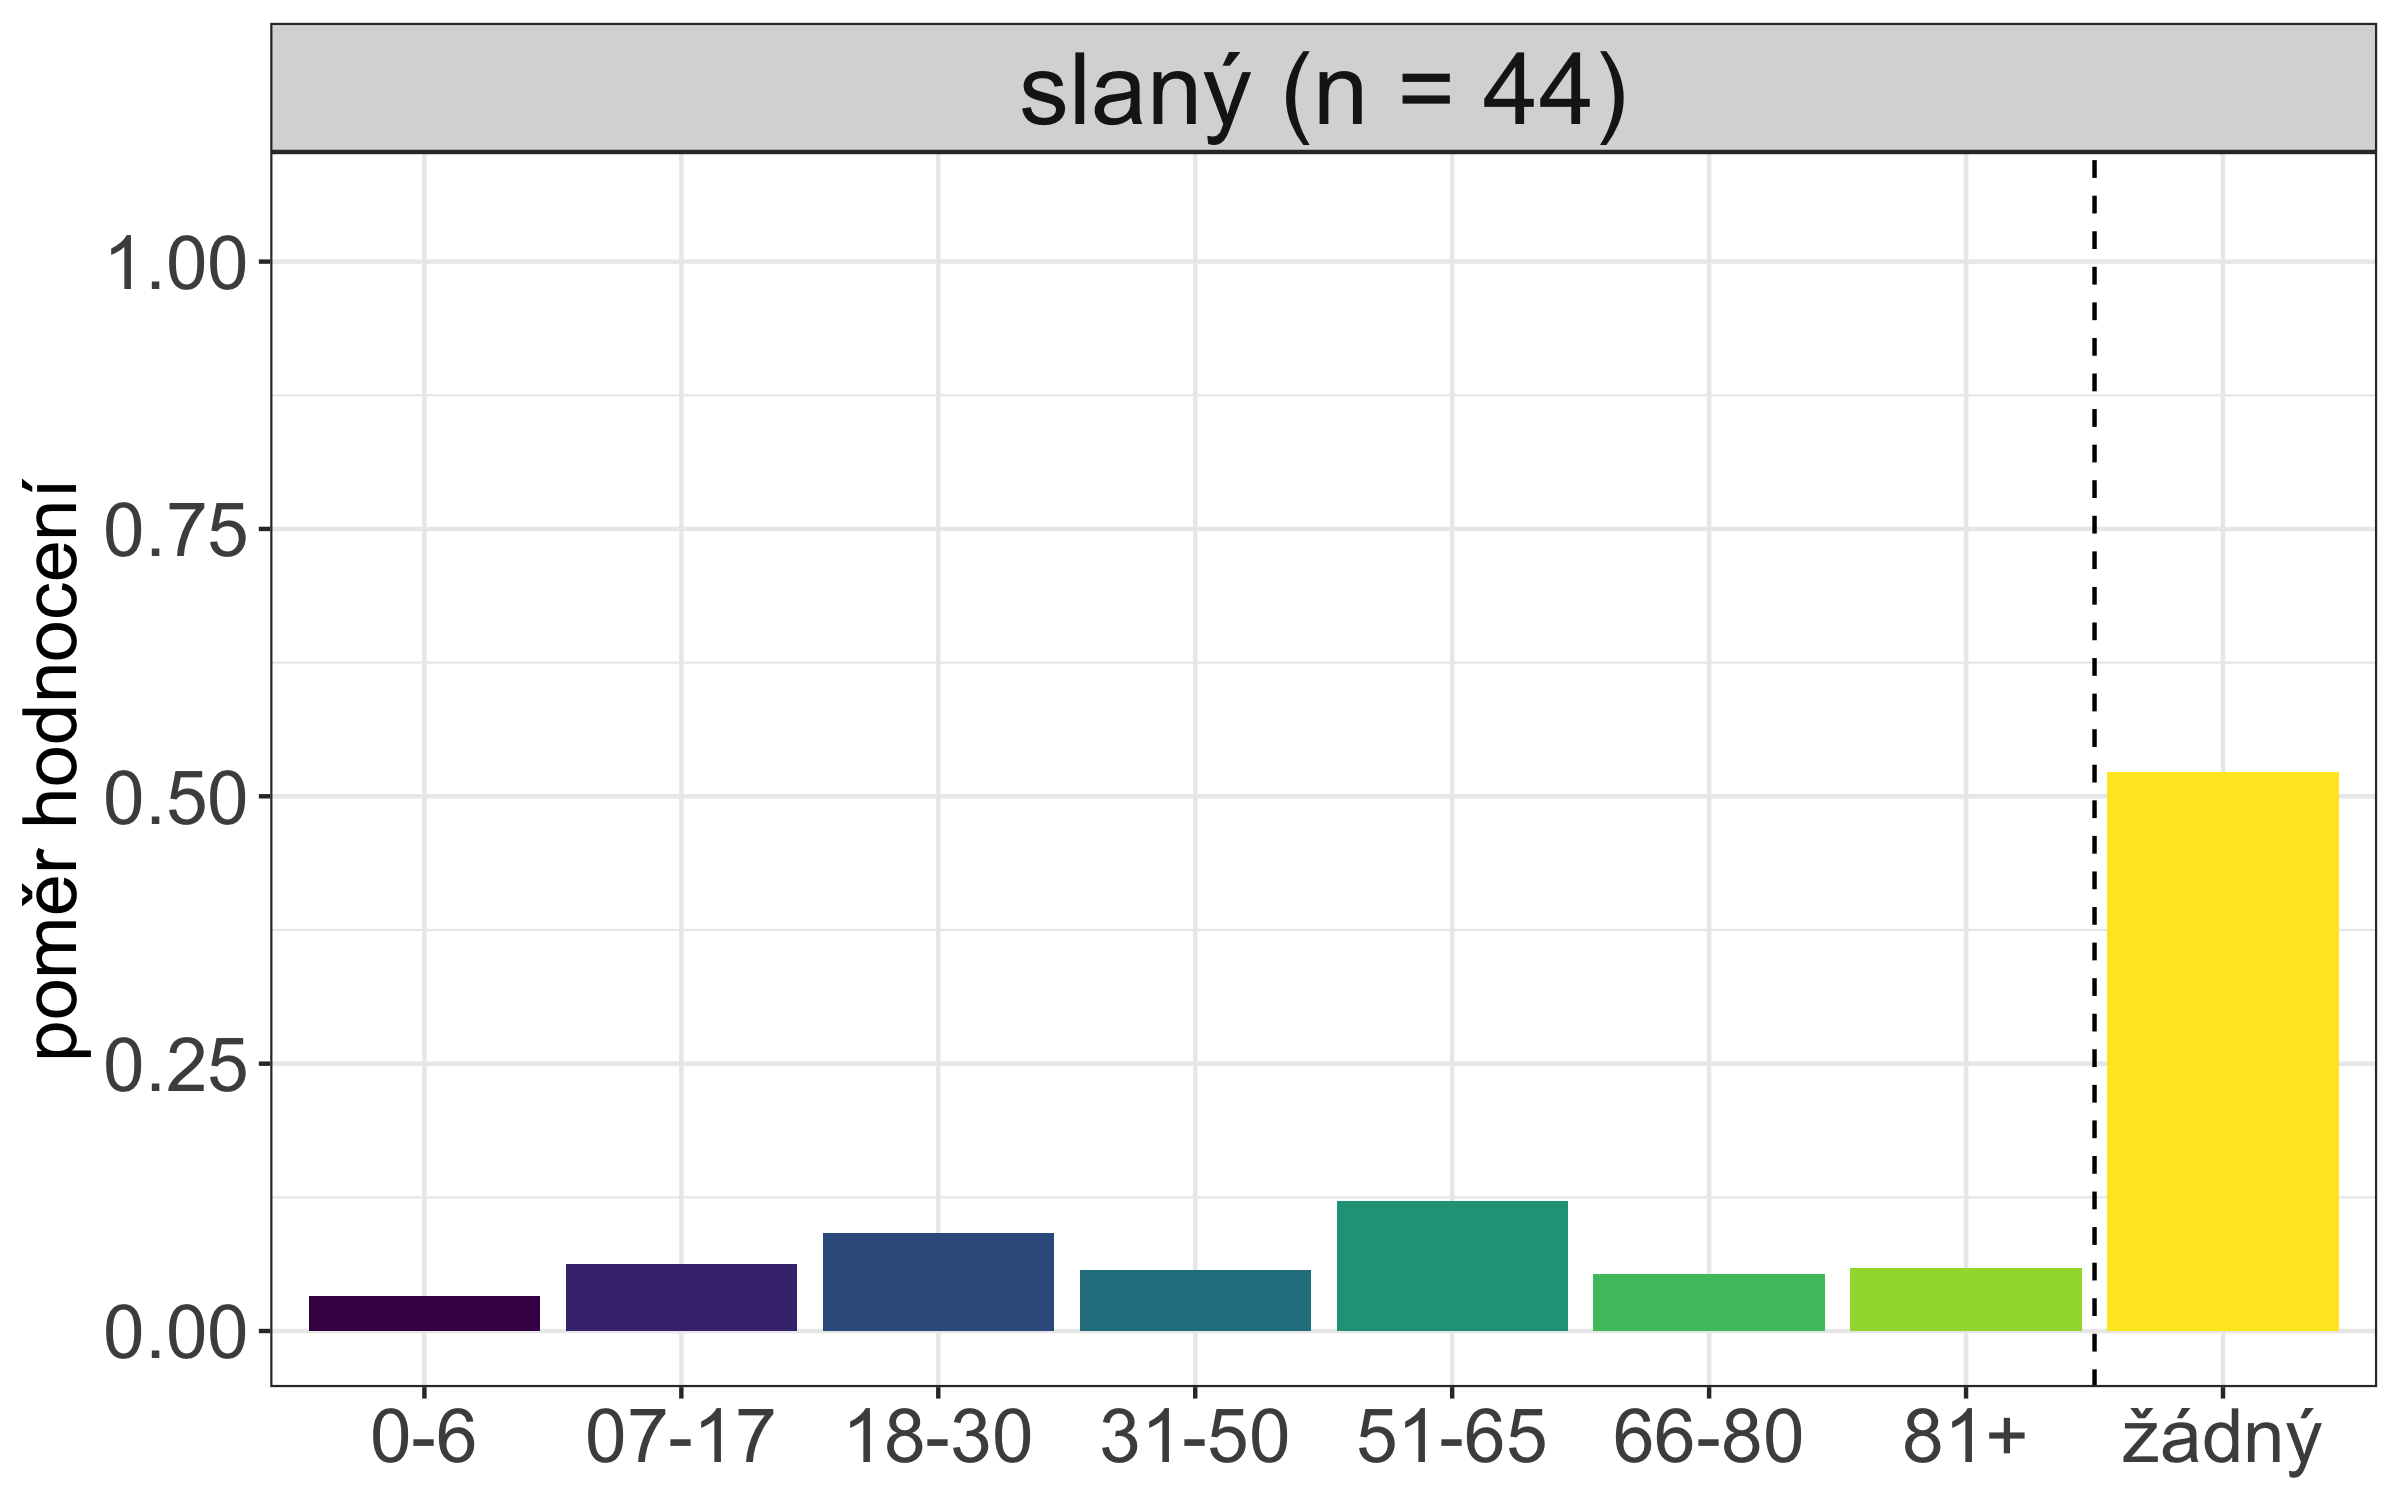 slaný (n = 44)
poměr hodnocení
1.00
0.75
0.50
0.25
0.00
0-6 07-17 18-30 31-50 51-65 66-80 81+ žádný